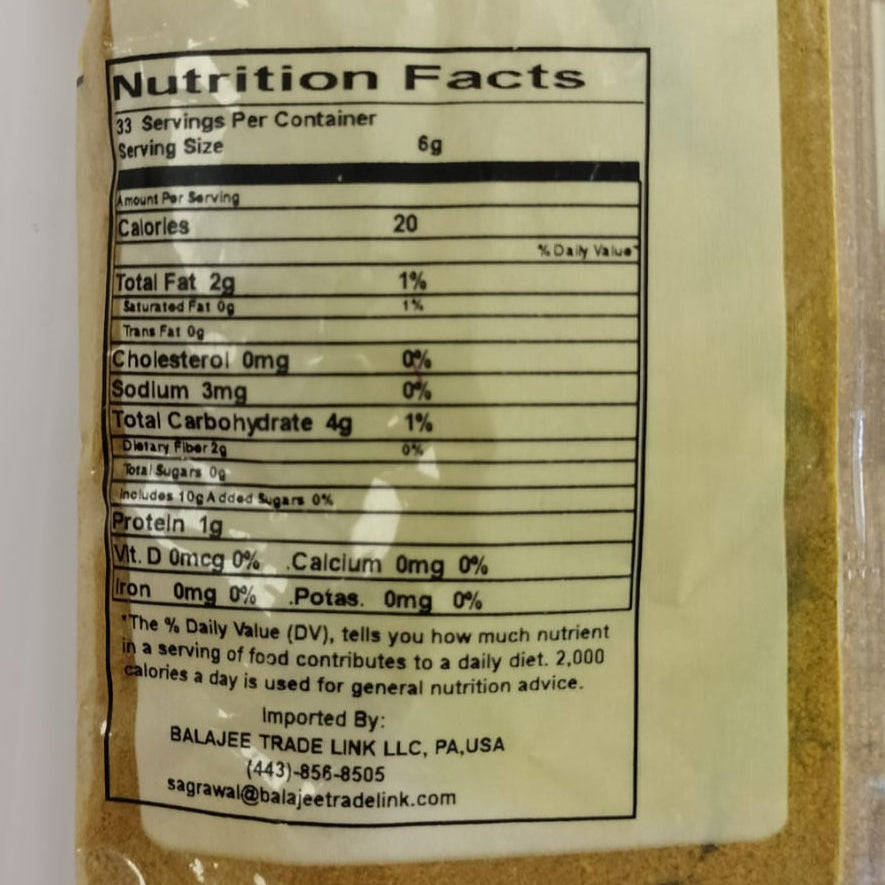 Nutrition Facts
33 Servings Per Container
Serving Size 6g
Amount Per Serving
Calories 20
% Daily Value*
Total Fat 2g 1%
Saturated Fat 0g 1%
Trans Fat 0g
Cholesterol 0mg 0%
Sodium 3mg 0%
Total Carbohydrate 4g 1%
Dietary Fiber 2g 0%
Total Sugars 0g
Includes 10g Added Sugars 0%
Protein 1g
Vit. D 0mcg 0% .Calcium 0mg 0%
Iron 0mg 0% .Potas. 0mg 0%
*The % Daily Value (DV), tells you how much nutrient
in a serving of food contributes to a daily diet. 2,000
calories a day is used for general nutrition advice.
Imported By:
BALAJEE TRADE LINK LLC, PA,USA
(443)-856-8505
sagrawal@balajeetradelink.com